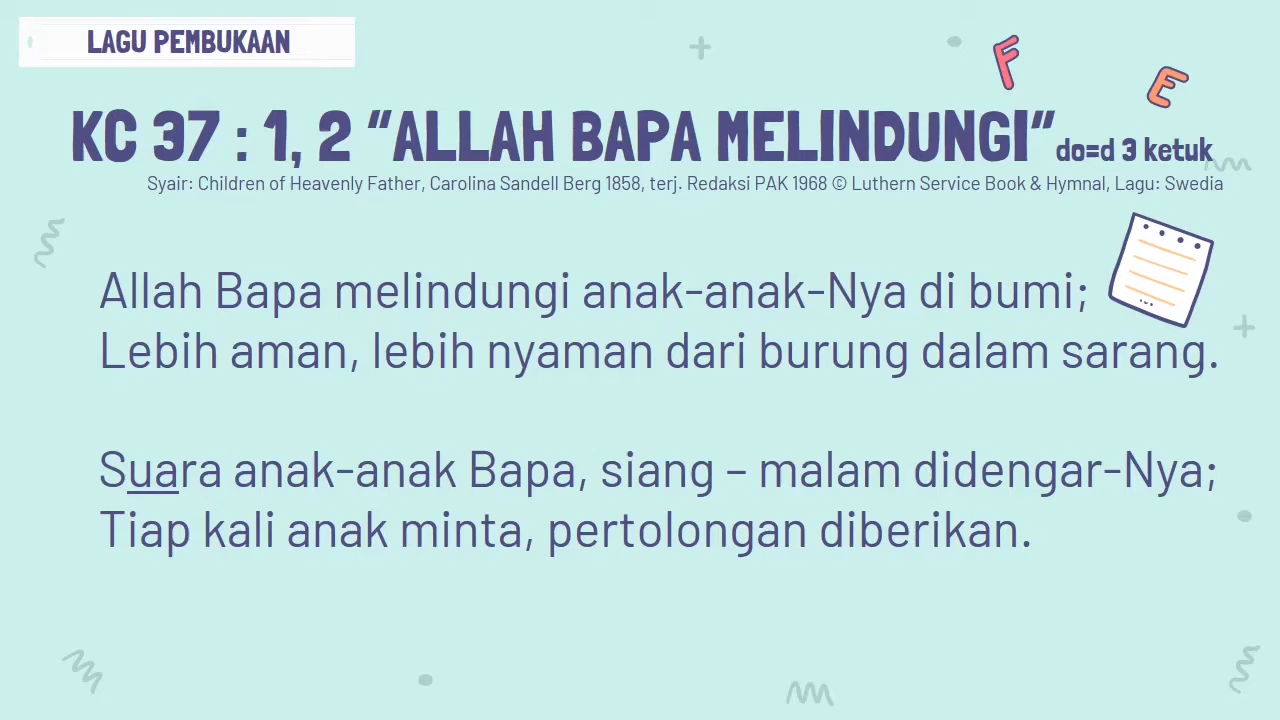 LAGU PEMBUKAAN
F
E
KC 37 : 1, 2 “ALLAH BAPA MELINDUNGI” do=d 3 ketuk
Syair: Children of Heavenly Father, Carolina Sandell Berg 1858, terj. Redaksi PAK 1968 © Luthern Service Book & Hymnal, Lagu: Swedia
Allah Bapa melindungi anak-anak-Nya di bumi;
Lebih aman, lebih nyaman dari burung dalam sarang.
Suara anak-anak Bapa, siang – malam didengar-Nya;
Tiap kali anak minta, pertolongan diberikan.